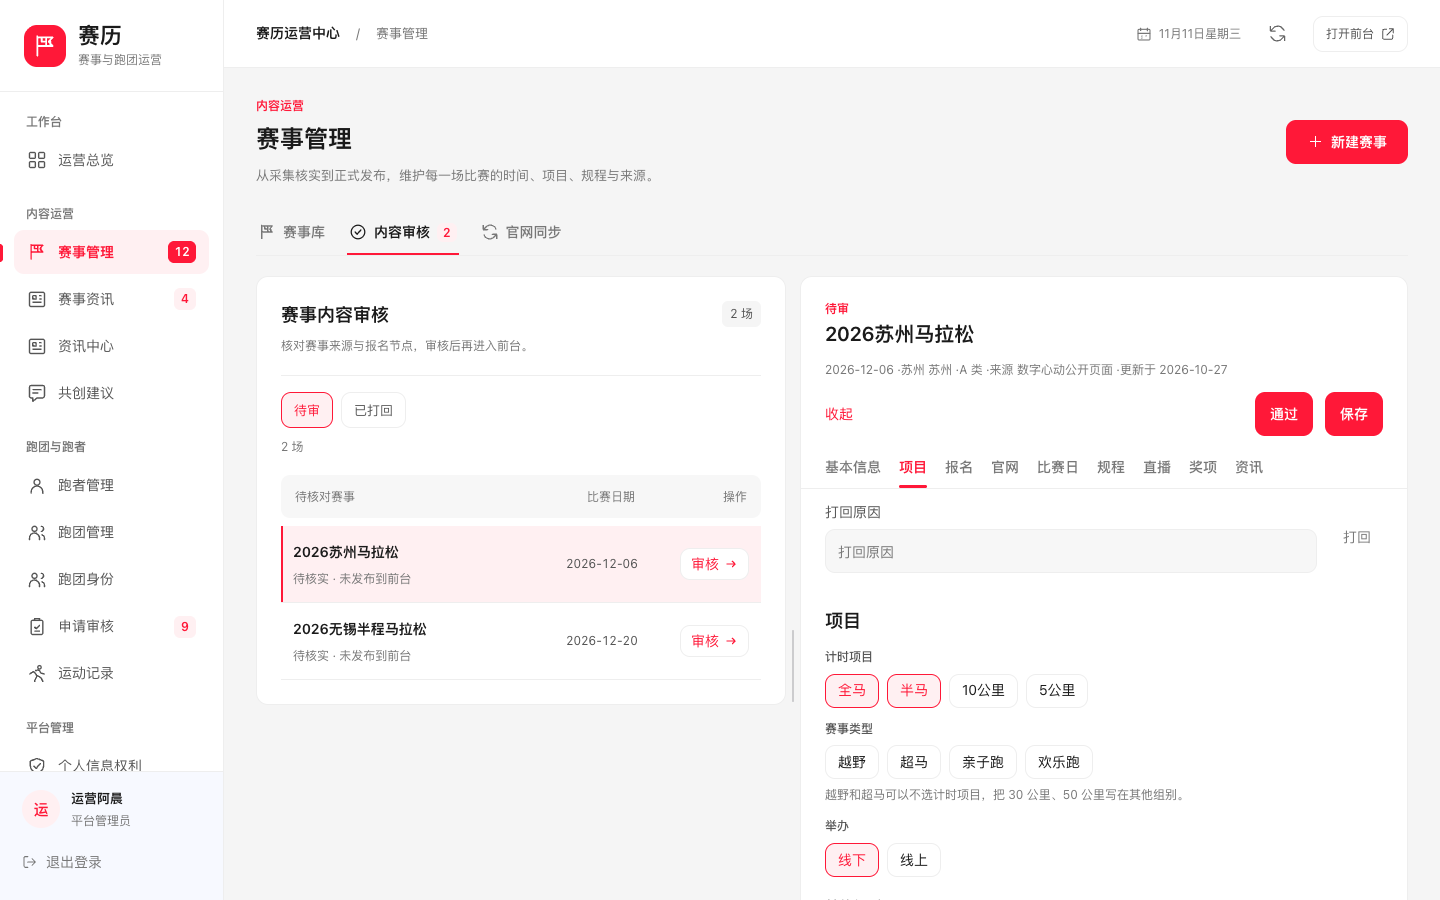 赛历
赛事与跑团运营
工作台
运营总览
内容运营
赛事管理 12
赛事资讯 4
资讯中心
共创建议
跑团与跑者
跑者管理
跑团管理
跑团身份
申请审核 9
运动记录
平台管理
个人信息权利
运 运营阿晨
平台管理员
退出登录
赛历运营中心 / 赛事管理
11月11日星期三
打开前台
内容运营
赛事管理
从采集核实到正式发布，维护每一场比赛的时间、项目、规程与来源。
新建赛事
赛事库 内容审核 2 官网同步
赛事内容审核 2 场
核对赛事来源与报名节点，审核后再进入前台。
待审 已打回
2 场
待核对赛事 比赛日期 操作
2026苏州马拉松
待核实 · 未发布到前台
2026-12-06 审核 →
2026无锡半程马拉松
待核实 · 未发布到前台
2026-12-20 审核 →
待审
2026苏州马拉松
2026-12-06 ·苏州 苏州 ·A 类 ·来源 数字心动公开页面 ·更新于 2026-10-27
收起 通过 保存
基本信息 项目 报名 官网 比赛日 规程 直播 奖项 资讯
打回原因
打回原因 打回
项目
计时项目
全马 半马 10公里 5公里
赛事类型
越野 超马 亲子跑 欢乐跑
越野和超马可以不选计时项目，把 30 公里、50 公里写在其他组别。
举办
线下 线上